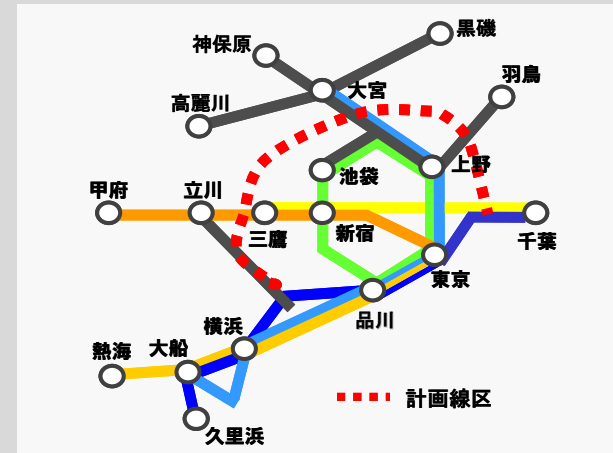 黒磯
神保原
羽鳥
大宮
高麗川
上野
池袋
甲府
立川
三鷹
新宿
千葉
東京
品川
横浜
熱海
大船
計画線区
久里浜